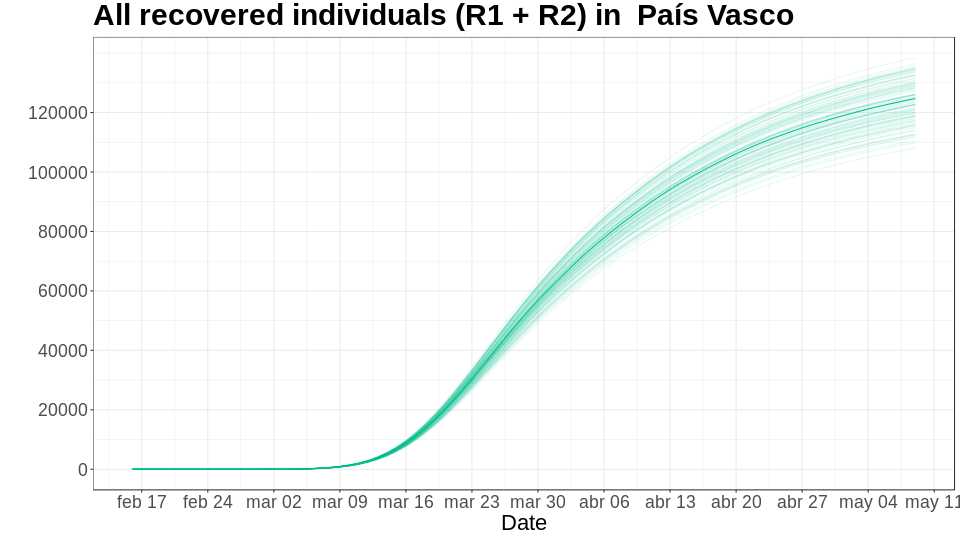 All recovered individuals (R1 + R2) in  País Vasco
120000
100000
80000
60000
40000
20000
0
feb 17 feb 24 mar 02 mar 09 mar 16 mar 23 mar 30 abr 06 abr 13 abr 20 abr 27 may 04 may 11
Date